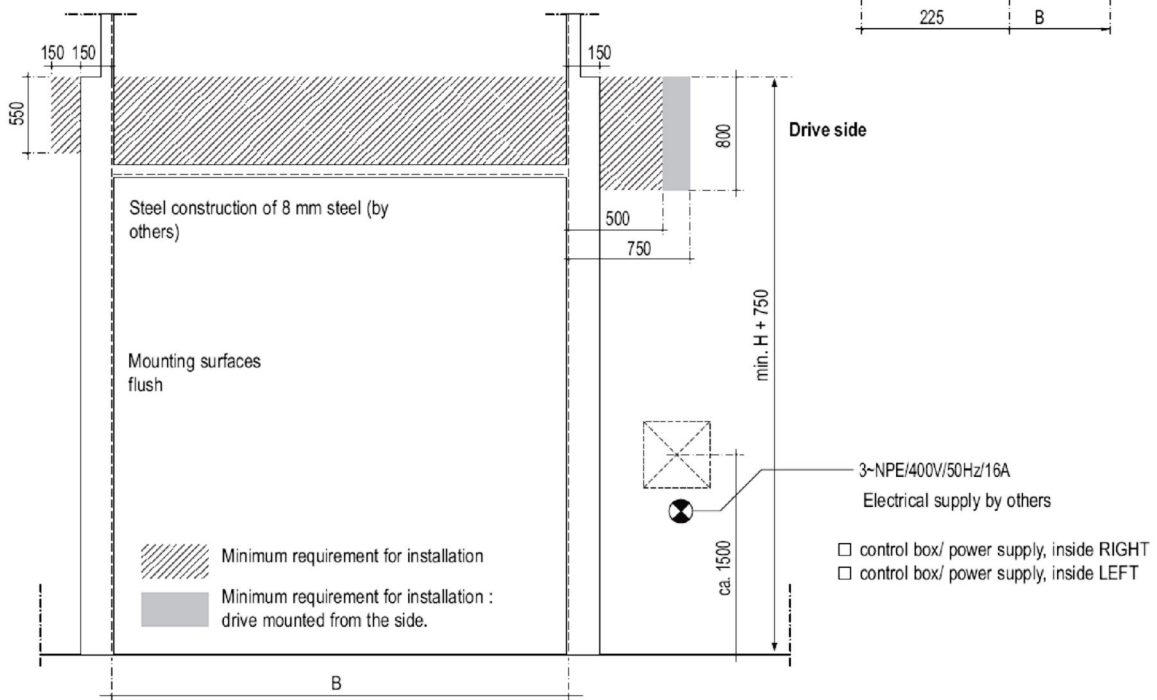 225 B
150 150 150
550
800
Drive side
Steel construction of 8 mm steel (by
others)
500
750
min. H + 750
Mounting surfaces
flush
3~NPE/400V/50Hz/16A
Electrical supply by others
Minimum requirement for installation
control box/ power supply, inside RIGHT
control box/ power supply, inside LEFT
ca. 1500
Minimum requirement for installation :
drive mounted from the side.
B